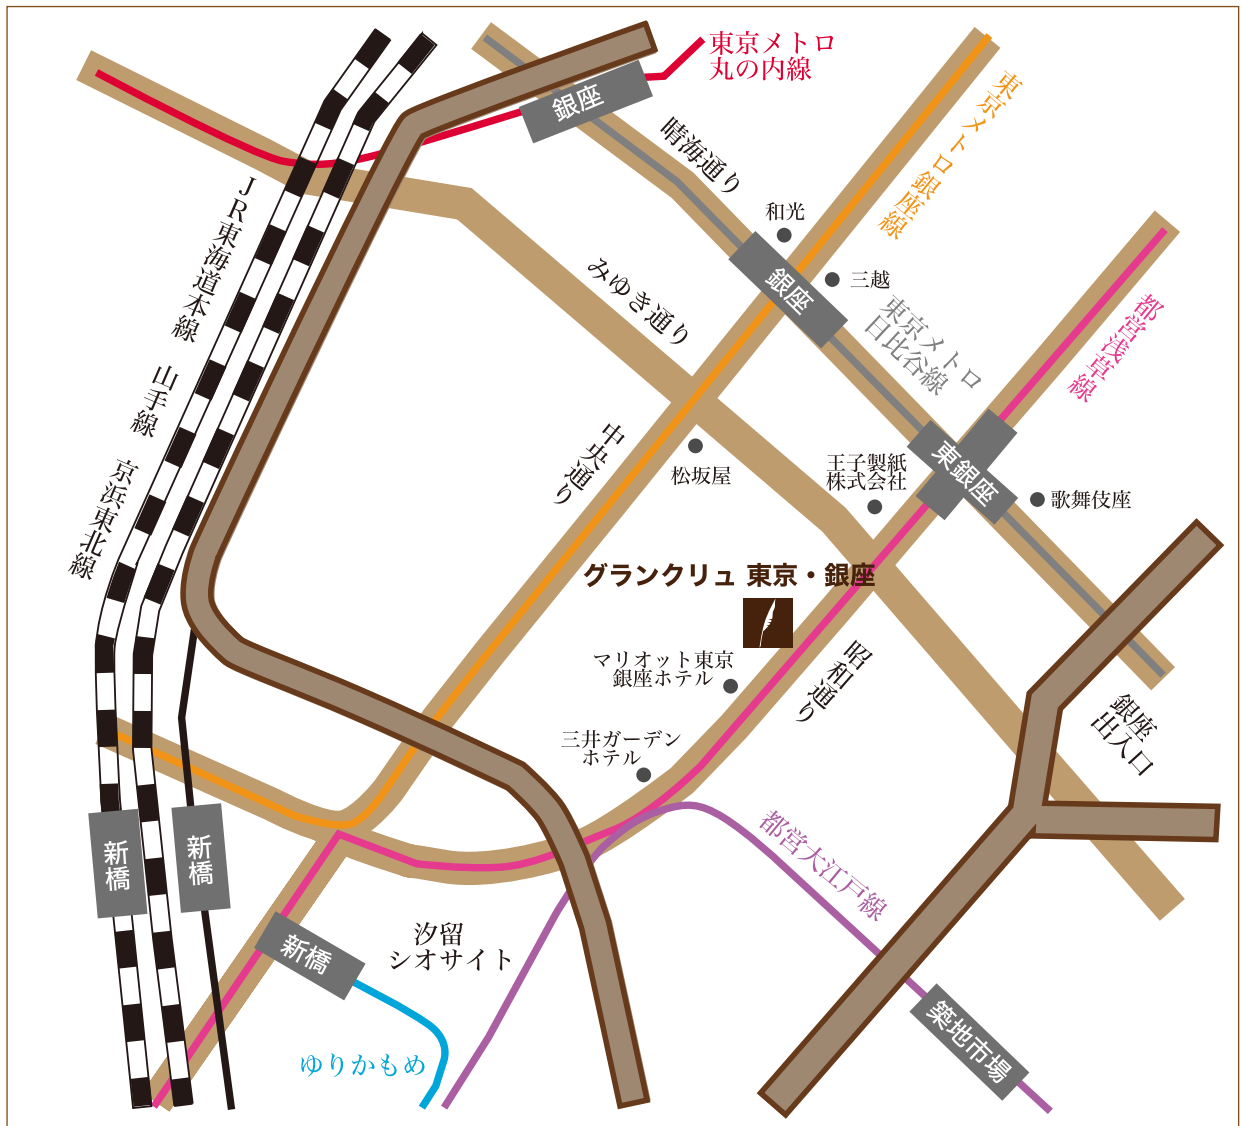 東京メトロ
丸の内線
銀座
晴海通り
東京メトロ銀座線
JR東海道本線　山手線　京浜東北線
和光
三越
銀座
みゆき通り
東京メトロ
日比谷線
都営浅草線
中央通り
松坂屋
王子製紙
株式会社
東銀座
歌舞伎座
グランクリュ 東京・銀座
マリオット東京
銀座ホテル
昭和通り
三井ガーデン
ホテル
銀座
出入口
新橋
新橋
都営大江戸線
汐留
シオサイト
新橋
ゆりかもめ
築地市場